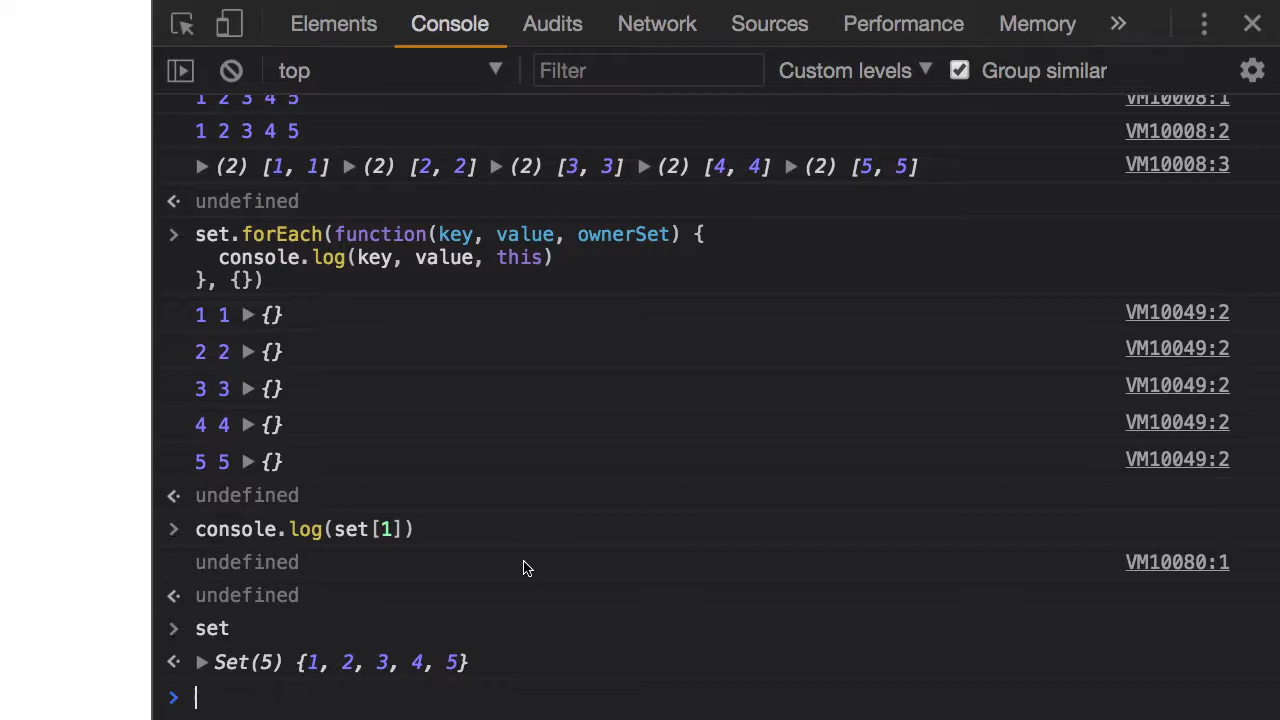 Elements Console Audits Network Sources Performance Memory »
top ▼ Filter Custom levels ▼ Group similar
1 2 3 4 5 VM10008:1
1 2 3 4 5 VM10008:2
▶ (2) [1, 1] ▶ (2) [2, 2] ▶ (2) [3, 3] ▶ (2) [4, 4] ▶ (2) [5, 5] VM10008:3
undefined
> set.forEach(function(key, value, ownerSet) {
console.log(key, value, this)
}, {})
1 1 ▶ {} VM10049:2
2 2 ▶ {} VM10049:2
3 3 ▶ {} VM10049:2
4 4 ▶ {} VM10049:2
5 5 ▶ {} VM10049:2
undefined
> console.log(set[1])
undefined VM10080:1
undefined
> set
▶ Set(5) {1, 2, 3, 4, 5}
>